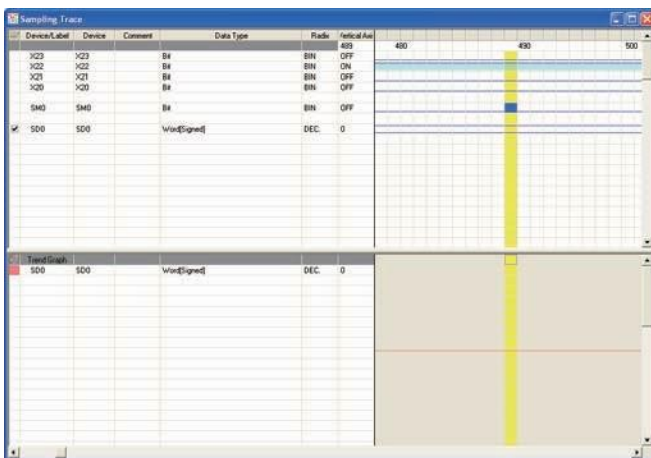 Sampling Trace
Device/Label Device Comment Data Type Radix Vertical Axis
489 480 490 500
X23 X23 Bit BIN OFF
X22 X22 Bit BIN ON
X21 X21 Bit BIN OFF
X20 X20 Bit BIN OFF
SM0 SM0 Bit BIN OFF
SD0 SD0 Word[Signed] DEC. 0
Trend Graph
SD0 SD0 Word[Signed] DEC. 0